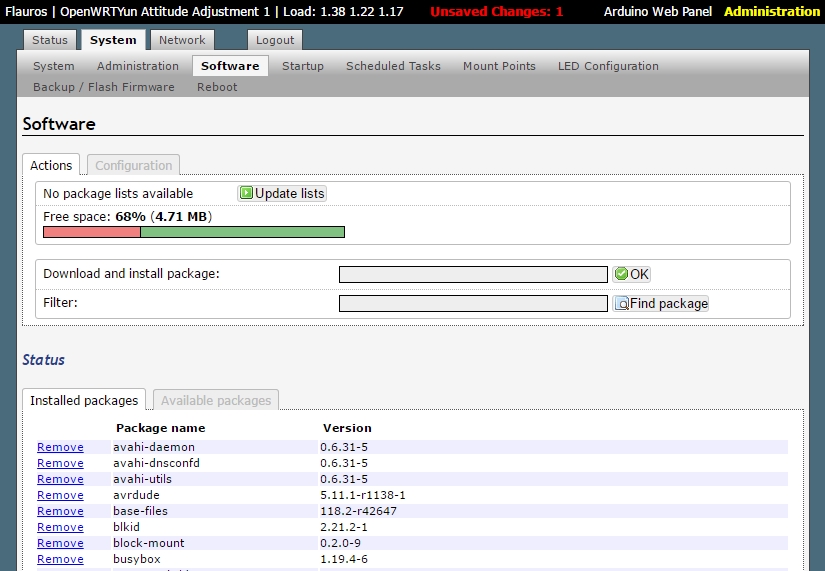 Flauros | OpenWRTYun Attitude Adjustment 1 | Load: 1.38 1.22 1.17 Unsaved Changes: 1 Arduino Web Panel Administration
Status System Network Logout
System Administration Software Startup Scheduled Tasks Mount Points LED Configuration
Backup / Flash Firmware Reboot
Software
Actions Configuration
No package lists available Update lists
Free space: 68% (4.71 MB)
Download and install package: OK
Filter: Find package
Status
Installed packages Available packages
Package name Version
Remove avahi-daemon 0.6.31-5
Remove avahi-dnsconfd 0.6.31-5
Remove avahi-utils 0.6.31-5
Remove avrdude 5.11.1-r1138-1
Remove base-files 118.2-r42647
Remove blkid 2.21.2-1
Remove block-mount 0.2.0-9
Remove busybox 1.19.4-6